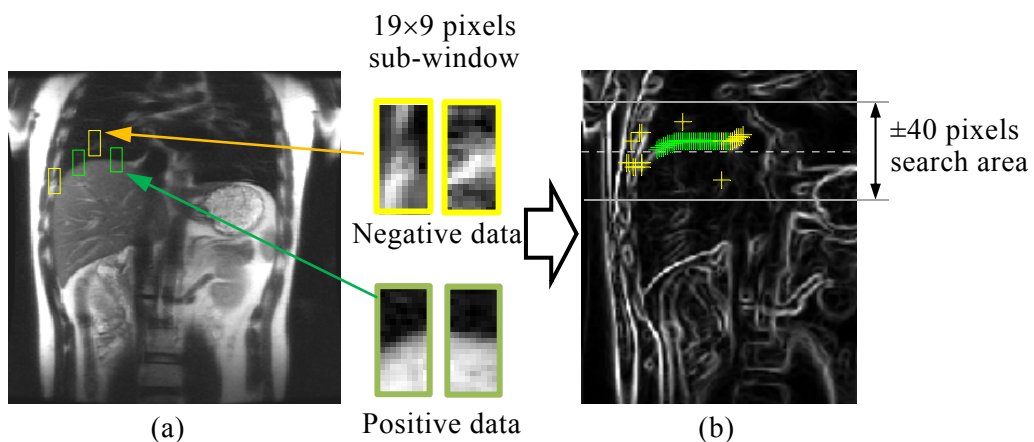 19×9 pixels
sub-window
Negative data
Positive data
±40 pixels
search area
(a)
(b)